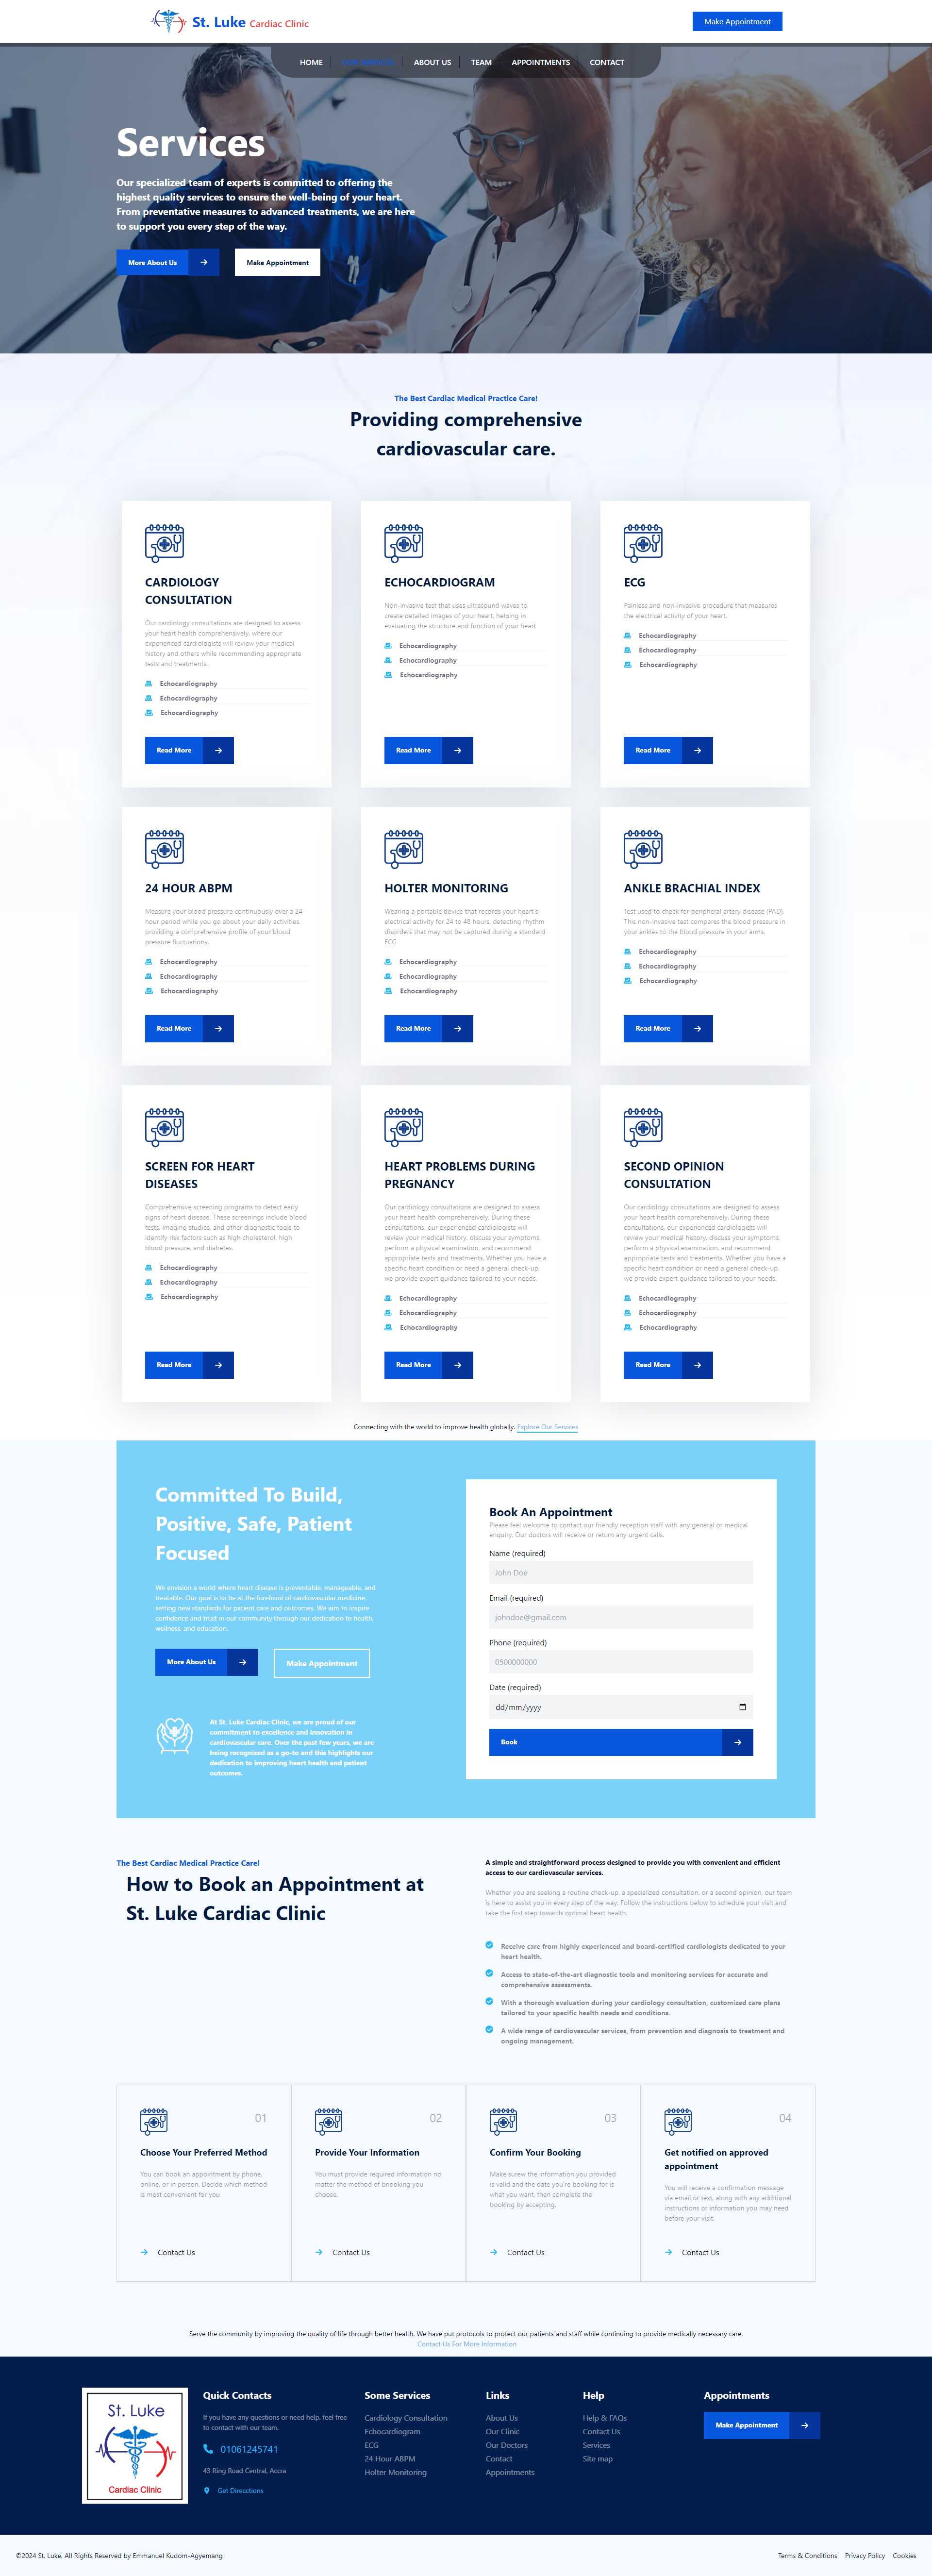 St. Luke Cardiac Clinic
Make Appointment
HOME
OUR SERVICES
ABOUT US
TEAM
APPOINTMENTS
CONTACT
Services
Our specialized team of experts is committed to offering the
highest quality services to ensure the well-being of your heart.
From preventative measures to advanced treatments, we are here
to support you every step of the way.
More About Us
Make Appointment
The Best Cardiac Medical Practice Care!
Providing comprehensive
cardiovascular care.
CARDIOLOGY
CONSULTATION
Our cardiology consultations are designed to assess
your heart health comprehensively, where our
experienced cardiologists will review your medical
history and others while recommending appropriate
tests and treatments.
Echocardiography
Echocardiography
Echocardiography
Read More
ECHOCARDIOGRAM
Non-invasive test that uses ultrasound waves to
create detailed images of your heart, helping in
evaluating the structure and function of your heart
Echocardiography
Echocardiography
Echocardiography
Read More
ECG
Painless and non-invasive procedure that measures
the electrical activity of your heart.
Echocardiography
Echocardiography
Echocardiography
Read More
24 HOUR ABPM
Measure your blood pressure continuously over a 24-
hour period while you go about your daily activities,
providing a comprehensive profile of your blood
pressure fluctuations.
Echocardiography
Echocardiography
Echocardiography
Read More
HOLTER MONITORING
Wearing a portable device that records your heart's
electrical activity for 24 to 48 hours, detecting rhythm
disorders that may not be captured during a standard
ECG
Echocardiography
Echocardiography
Echocardiography
Read More
ANKLE BRACHIAL INDEX
Test used to check for peripheral artery disease (PAD).
This non-invasive test compares the blood pressure in
your ankles to the blood pressure in your arms.
Echocardiography
Echocardiography
Echocardiography
Read More
SCREEN FOR HEART
DISEASES
Comprehensive screening programs to detect early
signs of heart disease. These screenings include blood
tests, imaging studies, and other diagnostic tools to
identify risk factors such as high cholesterol, high
blood pressure, and diabetes.
Echocardiography
Echocardiography
Echocardiography
Read More
HEART PROBLEMS DURING
PREGNANCY
Our cardiology consultations are designed to assess
your heart health comprehensively. During these
consultations, our experienced cardiologists will
review your medical history, discuss your symptoms,
perform a physical examination, and recommend
appropriate tests and treatments. Whether you have a
specific heart condition or need a general check-up,
we provide expert guidance tailored to your needs.
Echocardiography
Echocardiography
Echocardiography
Read More
SECOND OPINION
CONSULTATION
Our cardiology consultations are designed to assess
your heart health comprehensively. During these
consultations, our experienced cardiologists will
review your medical history, discuss your symptoms,
perform a physical examination, and recommend
appropriate tests and treatments. Whether you have a
specific heart condition or need a general check-up,
we provide expert guidance tailored to your needs.
Echocardiography
Echocardiography
Echocardiography
Read More
Connecting with the world to improve health globally. Explore Our Services
Committed To Build,
Positive, Safe, Patient
Focused
We envision a world where heart disease is preventable, manageable, and
treatable. Our goal is to be at the forefront of cardiovascular medicine,
setting new standards for patient care and outcomes. We aim to inspire
confidence and trust in our community through our dedication to health,
wellness, and education.
More About Us
Make Appointment
At St. Luke Cardiac Clinic, we are proud of our
commitment to excellence and innovation in
cardiovascular care. Over the past few years, we are
being recognized as a go-to and this highlights our
dedication to improving heart health and patient
outcomes.
Book An Appointment
Please feel welcome to contact our friendly reception staff with any general or medical
enquiry. Our doctors will receive or return any urgent calls.
Name (required)
John Doe
Email (required)
johndoe@gmail.com
Phone (required)
0500000000
Date (required)
dd/mm/yyyy
Book
The Best Cardiac Medical Practice Care!
How to Book an Appointment at
St. Luke Cardiac Clinic
A simple and straightforward process designed to provide you with convenient and efficient
access to our cardiovascular services.
Whether you are seeking a routine check-up, a specialized consultation, or a second opinion, our team
is here to assist you in every step of the way. Follow the instructions below to schedule your visit and
take the first step towards optimal heart health.
Receive care from highly experienced and board-certified cardiologists dedicated to your
heart health.
Access to state-of-the-art diagnostic tools and monitoring services for accurate and
comprehensive assessments.
With a thorough evaluation during your cardiology consultation, customized care plans
tailored to your specific health needs and conditions.
A wide range of cardiovascular services, from prevention and diagnosis to treatment and
ongoing management.
01
Choose Your Preferred Method
You can book an appointment by phone,
online, or in person. Decide which method
is most convenient for you
Contact Us
02
Provide Your Information
You must provide required information no
matter the method of bnooking you
choose.
Contact Us
03
Confirm Your Booking
Make surew the information you provided
is valid and the date you're booking for is
what you want, then complete the
booking by accepting.
Contact Us
04
Get notified on approved
appointment
You will receive a confirmation message
via email or text, along with any additional
instructions or information you may need
before your visit.
Contact Us
Serve the community by improving the quality of life through better health. We have put protocols to protect our patients and staff while continuing to provide medically necessary care.
Contact Us For More Information
St. Luke
Cardiac Clinic
Quick Contacts
If you have any questions or need help, feel free
to contact with our team.
01061245741
43 Ring Road Central, Accra
Get Direcctions
Some Services
Cardiology Consultation
Echocardiogram
ECG
24 Hour ABPM
Holter Monitoring
Links
About Us
Our Clinic
Our Doctors
Contact
Appointments
Help
Help & FAQs
Contact Us
Services
Site map
Appointments
Make Appointment
©2024 St. Luke, All Rights Reserved by Emmanuel Kudom-Agyemang
Terms & Conditions
Privacy Policy
Cookies